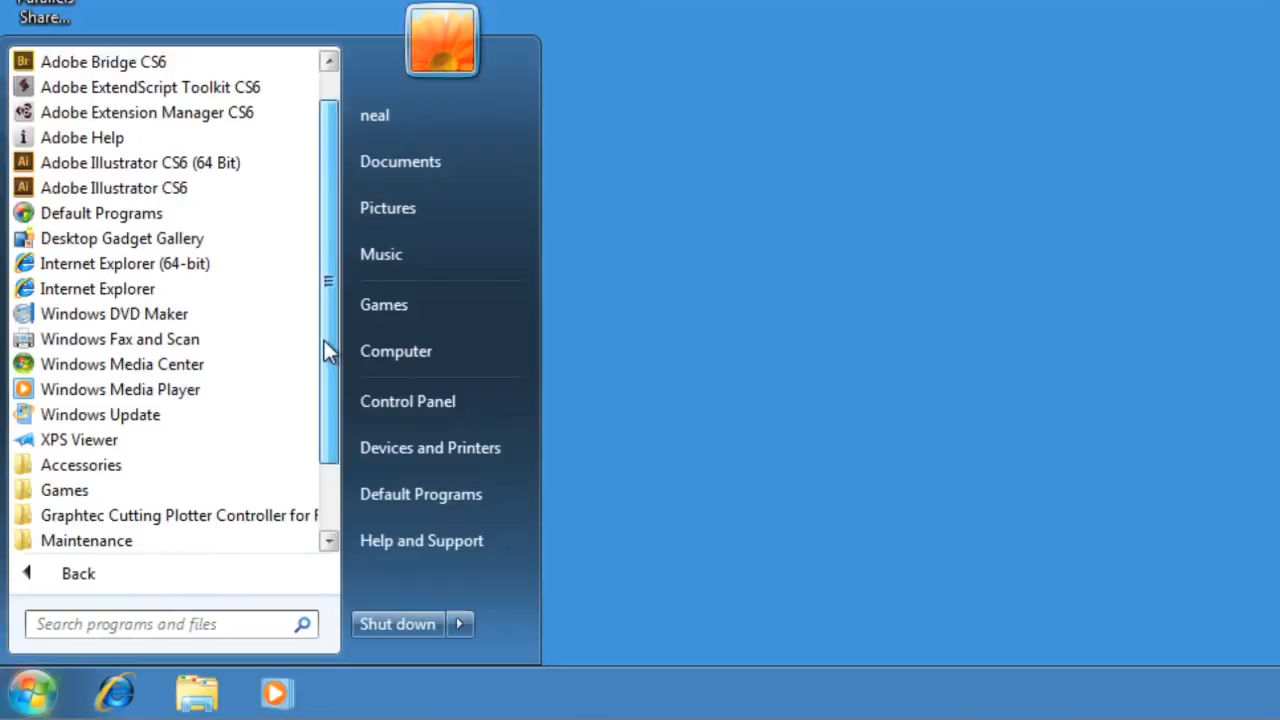 Share...
Adobe Bridge CS6
Adobe ExtendScript Toolkit CS6
Adobe Extension Manager CS6
Adobe Help
Adobe Illustrator CS6 (64 Bit)
Adobe Illustrator CS6
Default Programs
Desktop Gadget Gallery
Internet Explorer (64-bit)
Internet Explorer
Windows DVD Maker
Windows Fax and Scan
Windows Media Center
Windows Media Player
Windows Update
XPS Viewer
Accessories
Games
Graphtec Cutting Plotter Controller for
Maintenance
Back
Search programs and files
neal
Documents
Pictures
Music
Games
Computer
Control Panel
Devices and Printers
Default Programs
Help and Support
Shut down